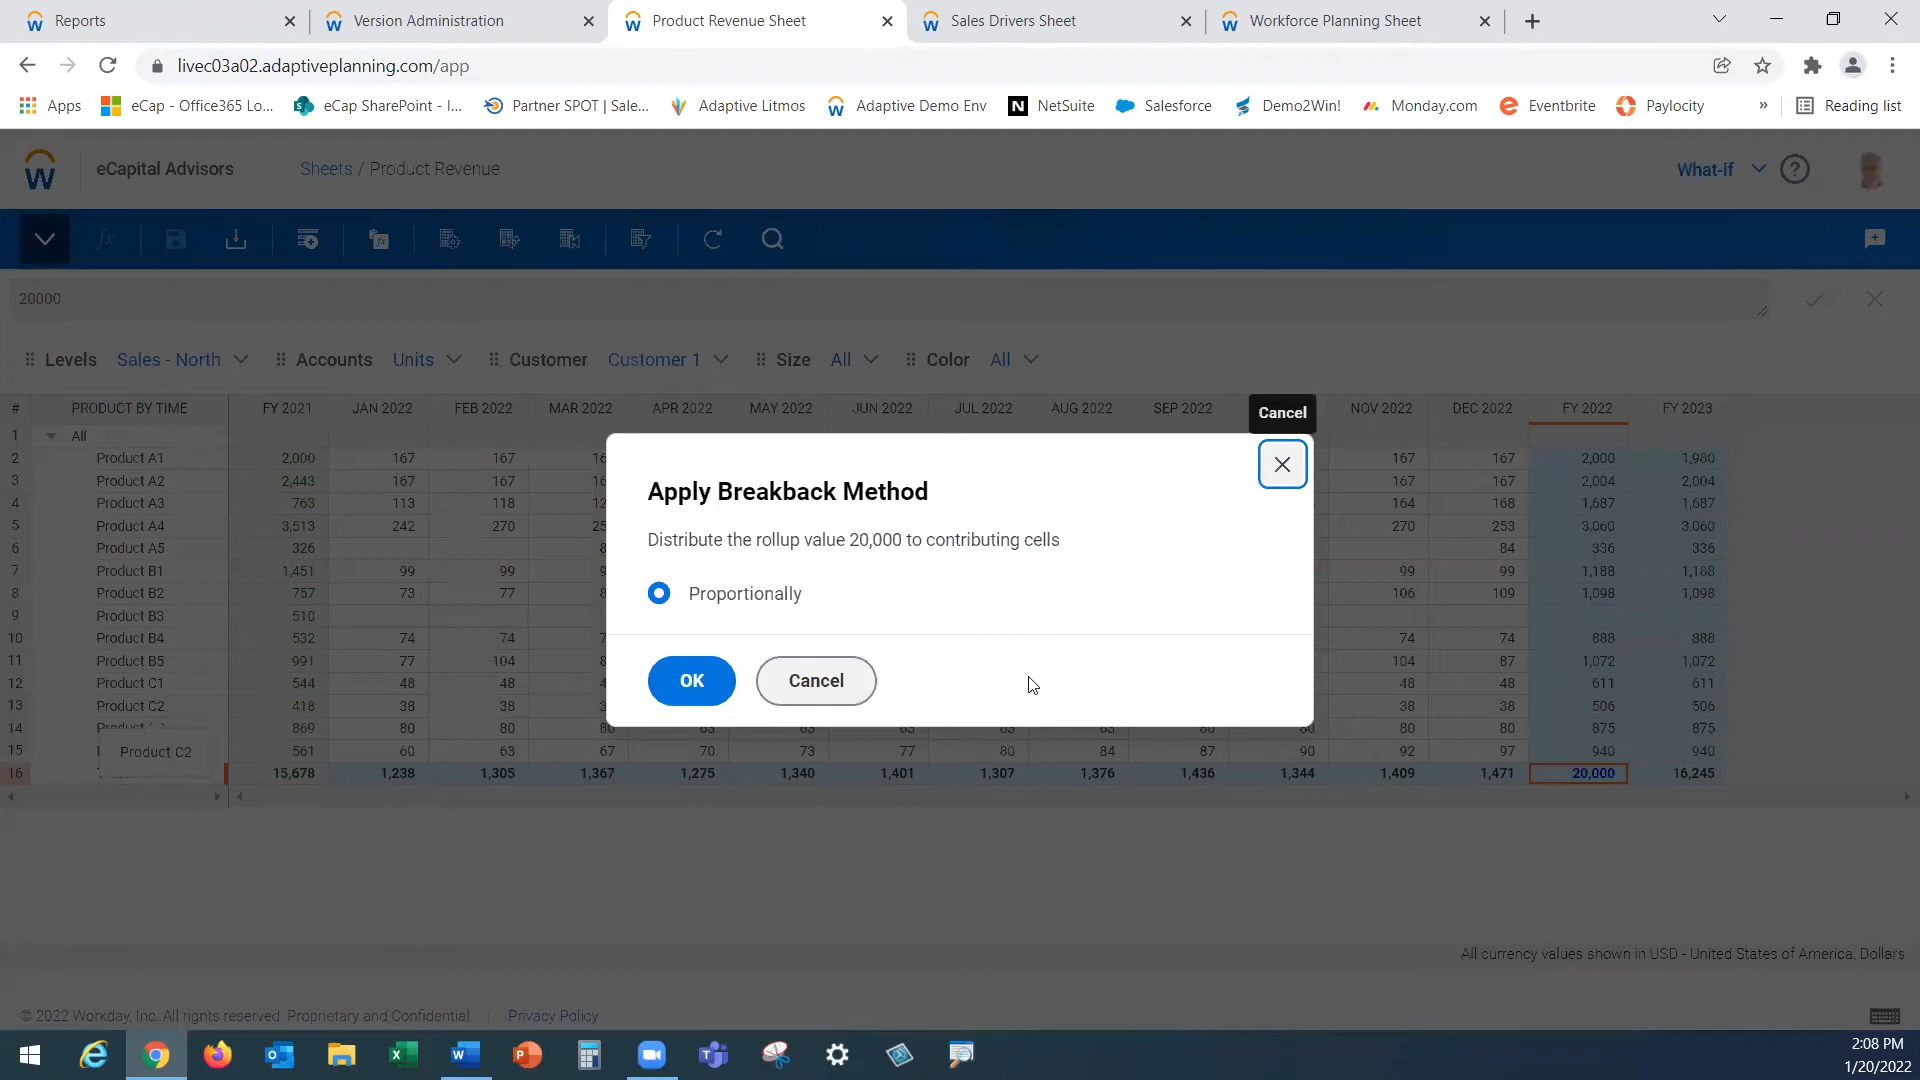 Reports
Version Administration
Product Revenue Sheet
Sales Drivers Sheet
Workforce Planning Sheet
livec03a02.adaptiveplanning.com/app
Apps
eCap - Office365 Lo...
eCap SharePoint - I...
Partner SPOT | Sale...
Adaptive Litmos
Adaptive Demo Env
NetSuite
Salesforce
Demo2Win!
Monday.com
Eventbrite
Paylocity
»
Reading list
eCapital Advisors
Sheets / Product Revenue
What-if
20000
Levels Sales - North
Accounts Units
Customer Customer 1
Size All
Color All
# PRODUCT BY TIME FY 2021 JAN 2022 FEB 2022 MAR 2022 APR 2022 MAY 2022 JUN 2022 JUL 2022 AUG 2022 SEP 2022 NOV 2022 DEC 2022 FY 2022 FY 2023
Cancel
1 All
2 Product A1 2,000 167 167 167 167 2,000 1,980
3 Product A2 2,443 167 167 167 167 2,004 2,004
4 Product A3 763 113 118 164 168 1,687 1,687
5 Product A4 3,513 242 270 270 253 3,060 3,060
6 Product A5 326 84 336 336
7 Product B1 1,451 99 99 99 99 1,188 1,188
8 Product B2 757 73 77 106 109 1,098 1,098
9 Product B3 510
10 Product B4 532 74 74 74 74 888 888
11 Product B5 991 77 104 104 87 1,072 1,072
12 Product C1 544 48 48 48 48 611 611
13 Product C2 418 38 38 38 38 506 506
14 869 80 80 80 80 875 875
15 561 60 63 67 70 73 77 80 84 87 90 92 97 940 940
Product C2
16 15,678 1,238 1,305 1,367 1,275 1,340 1,401 1,307 1,376 1,436 1,344 1,409 1,471 20,000 16,245
Apply Breakback Method
Distribute the rollup value 20,000 to contributing cells
Proportionally
OK
Cancel
All currency values shown in USD - United States of America, Dollars
© 2022 Workday, Inc. All rights reserved. Proprietary and Confidential. | Privacy Policy
2:08 PM
1/20/2022